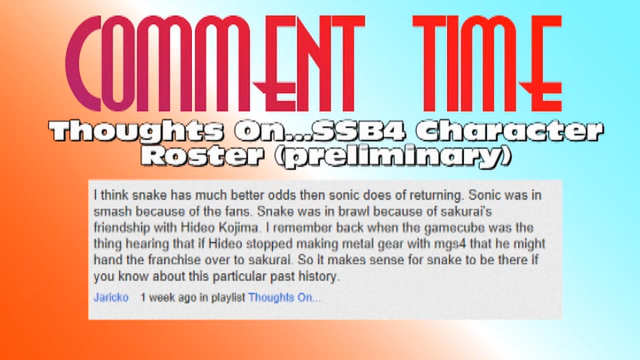 COMMENT TIME
Thoughts On...SSB4 Character
Roster (preliminary)
I think snake has much better odds then sonic does of returning. Sonic was in
smash because of the fans. Snake was in brawl because of sakurai's
friendship with Hideo Kojima. I remember back when the gamecube was the
thing hearing that if Hideo stopped making metal gear with mgs4 that he might
hand the franchise over to sakurai. So it makes sense for snake to be there if
you know about this particular past history.
Jaricko 1 week ago in playlist Thoughts On...